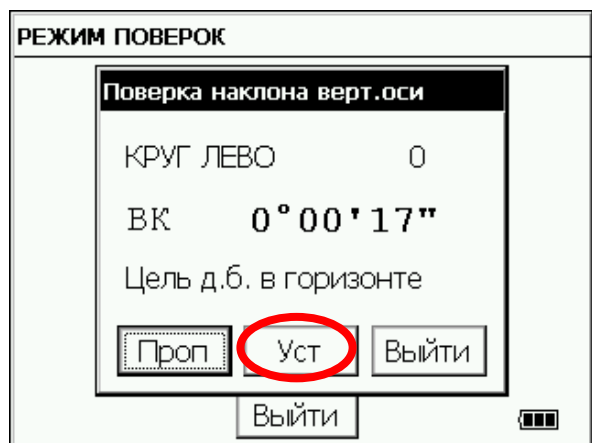 РЕЖИМ ПОВЕРОК
Поверка наклона верт.оси
КРУГ ЛЕВО 0
ВК 0°00'17"
Цель д.б. в горизонте
Проп Уст Выйти
Выйти